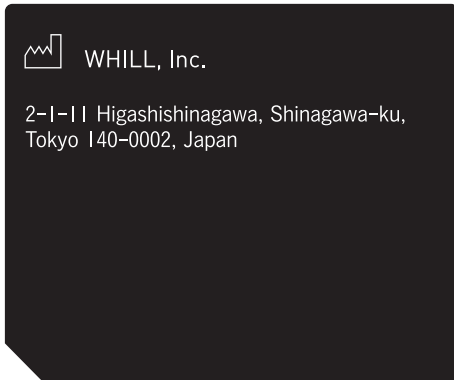 WHILL, Inc.
2-1-11 Higashishinagawa, Shinagawa-ku,
Tokyo 140-0002, Japan